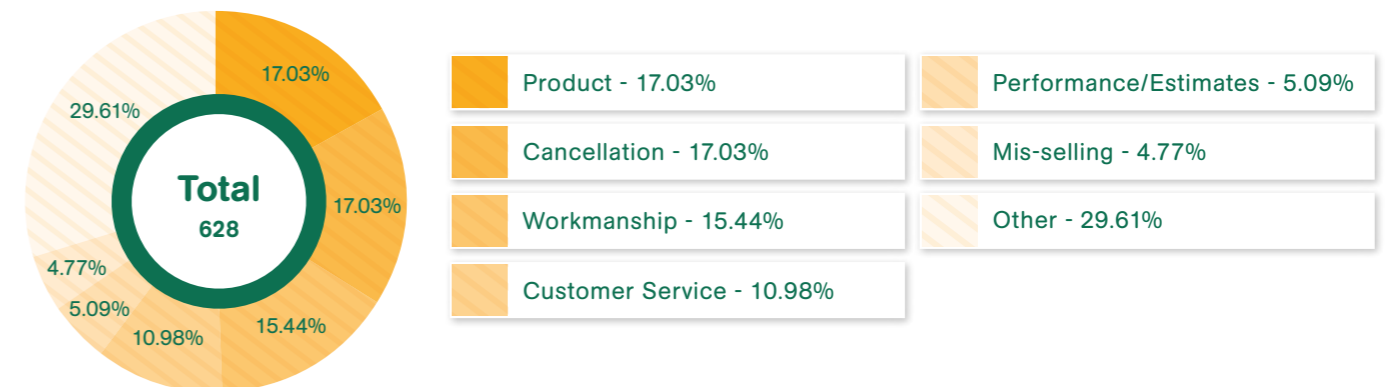 17.03%
29.61%
Total
628
17.03%
4.77%
5.09%
10.98%
15.44%
Product - 17.03%
Cancellation - 17.03%
Workmanship - 15.44%
Customer Service - 10.98%
Performance/Estimates - 5.09%
Mis-selling - 4.77%
Other - 29.61%